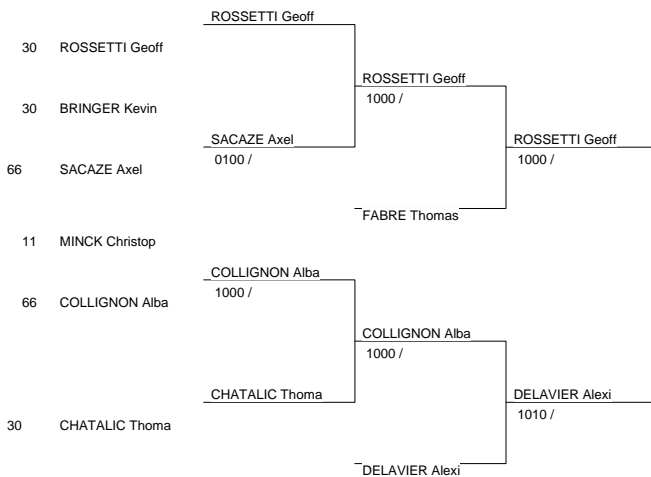 ROSSETTI Geoff
30 ROSSETTI Geoff
ROSSETTI Geoff
1000 /
30 BRINGER Kevin
SACAZE Axel
0100 /
ROSSETTI Geoff
1000 /
66 SACAZE Axel
FABRE Thomas
11 MINCK Christop
COLLIGNON Alba
1000 /
66 COLLIGNON Alba
COLLIGNON Alba
1000 /
CHATALIC Thoma
DELAVIER Alexi
1010 /
30 CHATALIC Thoma
DELAVIER Alexi